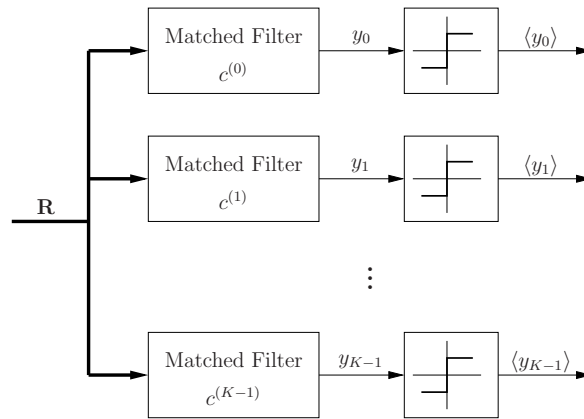 Matched Filter
c^{(0)}
y_0
⟨y_0⟩
Matched Filter
c^{(1)}
y_1
⟨y_1⟩
R
⋮
Matched Filter
c^{(K−1)}
y_{K−1}
⟨y_{K−1}⟩